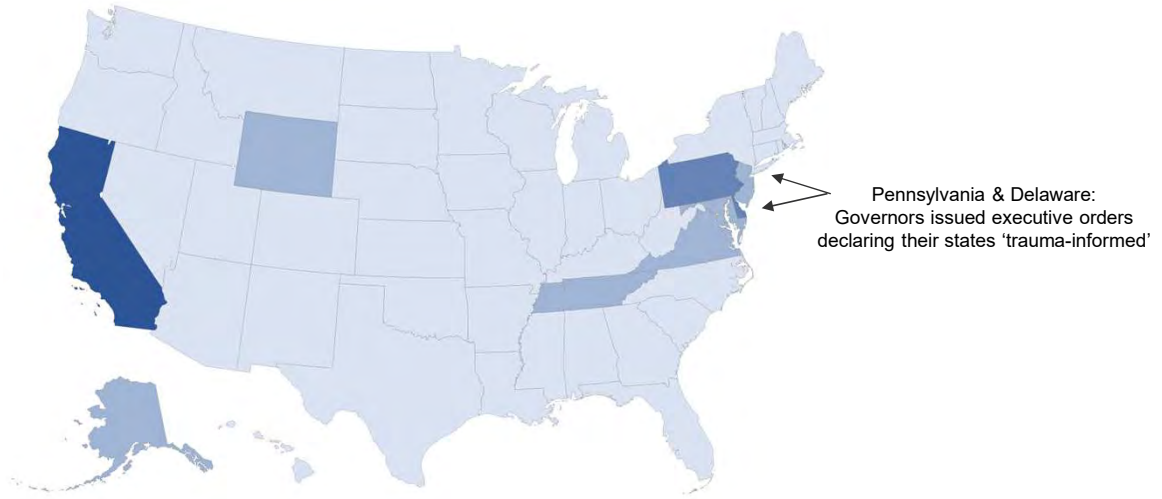 Pennsylvania & Delaware:
Governors issued executive orders
declaring their states ‘trauma-informed’